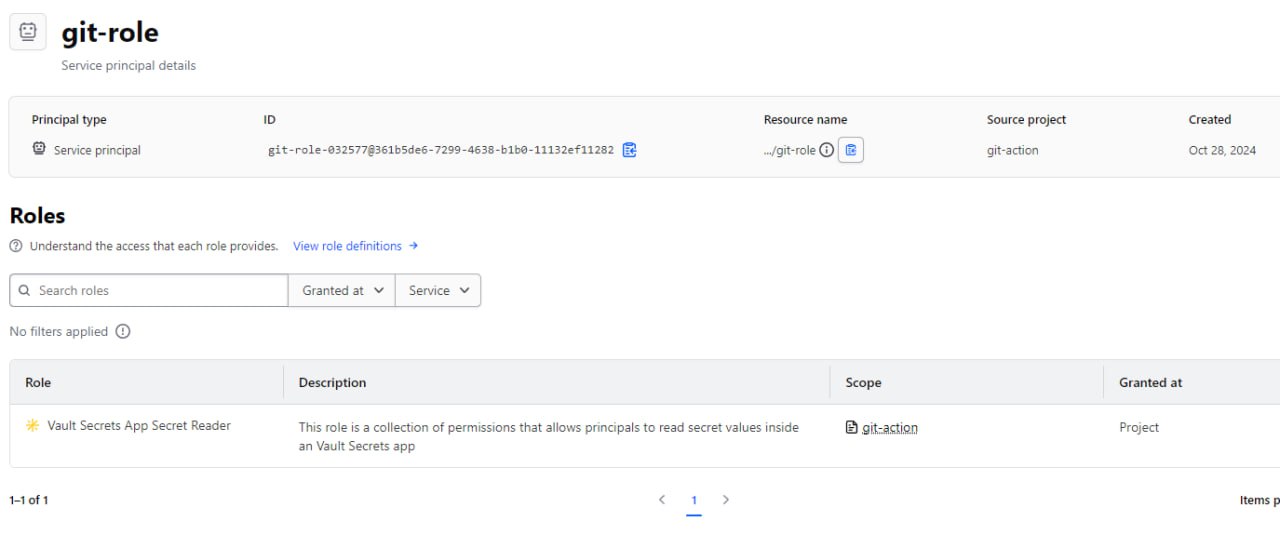 git-role
Service principal details
Principal type ID Resource name Source project Created
Service principal git-role-032577@361b5de6-7299-4638-b1b0-11132ef11282 .../git-role git-action Oct 28, 2024
Roles
Understand the access that each role provides. View role definitions →
Search roles Granted at Service
No filters applied
Role Description Scope Granted at
Vault Secrets App Secret Reader This role is a collection of permissions that allows principals to read secret values inside git-action Project
an Vault Secrets app
1–1 of 1 1 Items p